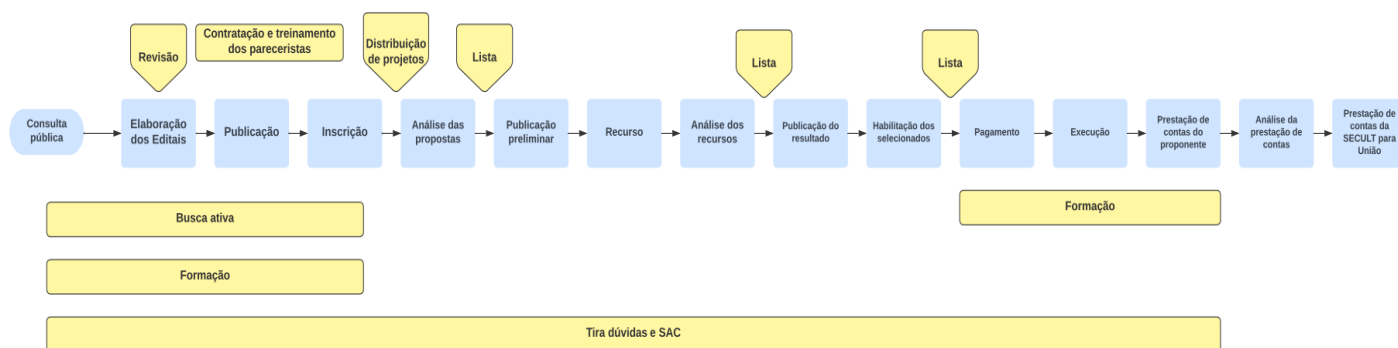 Contratação e treinamento
dos pareceristas
Revisão
Distribuição
de projetos
Lista
Lista
Lista
Consulta
pública
Elaboração
dos Editais
Publicação
Inscrição
Análise das
propostas
Publicação
preliminar
Recurso
Análise dos
recursos
Publicação do
resultado
Habilitação dos
selecionados
Pagamento
Execução
Prestação de
contas do
proponente
Análise da
prestação de
contas
Prestação de
contas da
SECULT para
União
Busca ativa
Formação
Formação
Tira dúvidas e SAC